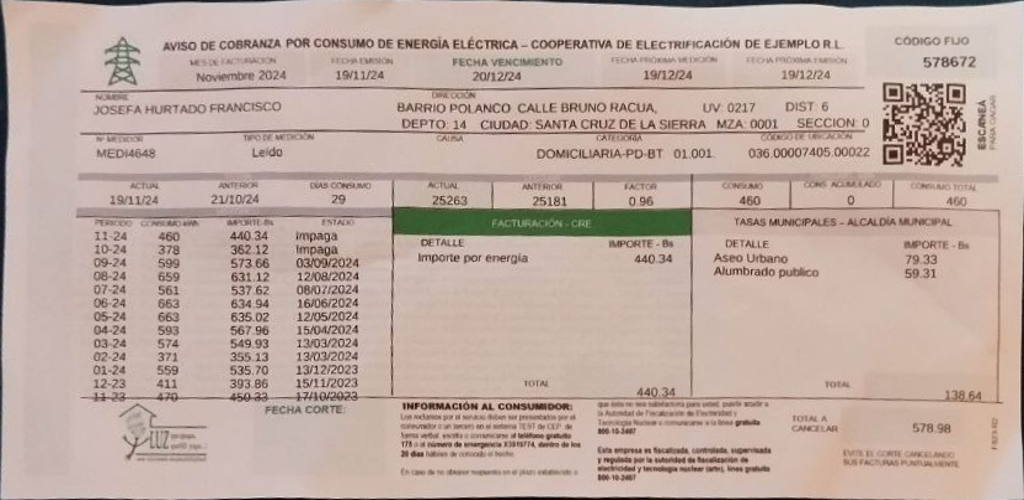 AVISO DE COBRANZA POR CONSUMO DE ENERGÍA ELÉCTRICA – COOPERATIVA DE ELECTRIFICACIÓN DE EJEMPLO R.L.
CÓDIGO FIJO
578672
MES DE FACTURACIÓN FECHA EMISIÓN FECHA VENCIMIENTO FECHA PRÓXIMA MEDICIÓN FECHA PRÓXIMA EMISIÓN
Noviembre 2024 19/11/24 20/12/24 19/12/24 19/12/24
NOMBRE DIRECCIÓN
JOSEFA HURTADO FRANCISCO BARRIO POLANCO CALLE BRUNO RACUA, UV: 0217 DIST: 6
DEPTO: 14 CIUDAD: SANTA CRUZ DE LA SIERRA MZA: 0001 SECCION: 0
ESCANEA
PARA PAGAR
Nº MEDIDOR TIPO DE MEDICIÓN CAUSA CATEGORÍA CÓDIGO DE UBICACIÓN
MEDI4648 Leído DOMICILIARIA-PD-BT 01.001. 036.00007405.00022
ACTUAL ANTERIOR DÍAS CONSUMO ACTUAL ANTERIOR FACTOR CONSUMO CONS ACUMULADO CONSUMO TOTAL
19/11/24 21/10/24 29 25263 25181 0.96 460 0 460
PERIODO CONSUMO kWh IMPORTE-Bs ESTADO
11-24 460 440.34 Impaga
10-24 378 362.12 Impaga
09-24 599 573.66 03/09/2024
08-24 659 631.12 12/08/2024
07-24 561 537.62 08/07/2024
06-24 663 634.94 16/06/2024
05-24 663 635.02 12/05/2024
04-24 593 567.96 15/04/2024
03-24 574 549.93 13/03/2024
02-24 371 355.13 13/03/2024
01-24 559 535.70 13/12/2023
12-23 411 393.86 15/11/2023
11-23 470 450.33 17/10/2023
FACTURACIÓN - CRE
DETALLE IMPORTE - Bs
Importe por energía 440.34
TOTAL 440.34
TASAS MUNICIPALES – ALCALDÍA MUNICIPAL
DETALLE IMPORTE - Bs
Aseo Urbano 79.33
Alumbrado publico 59.31
TOTAL 138.64
LUZ
FECHA CORTE:
INFORMACIÓN AL CONSUMIDOR:
Los reclamos por el servicio deben ser presentados por el
consumidor o un tercero en el sistema TEST de CEP, de
forma verbal, escrita o comunicarse al teléfono gratuito
20 días hábiles de conocido el hecho.
En caso de no obtener respuesta en el plazo establecido o
que ésta no sea satisfactoria para usted, puede acudir a
la Autoridad de Fiscalización de Electricidad y
Tecnología Nuclear o comunicarse a la línea gratuita
800-10-2407
Esta empresa es fiscalizada, controlada, supervisada
y regulada por la autoridad de fiscalización de
electricidad y tecnología nuclear (aetn), línea gratuita
800-10-2407
TOTAL A
CANCELAR
578.98
EVITE EL CORTE CANCELANDO
SUS FACTURAS PUNTUALMENTE